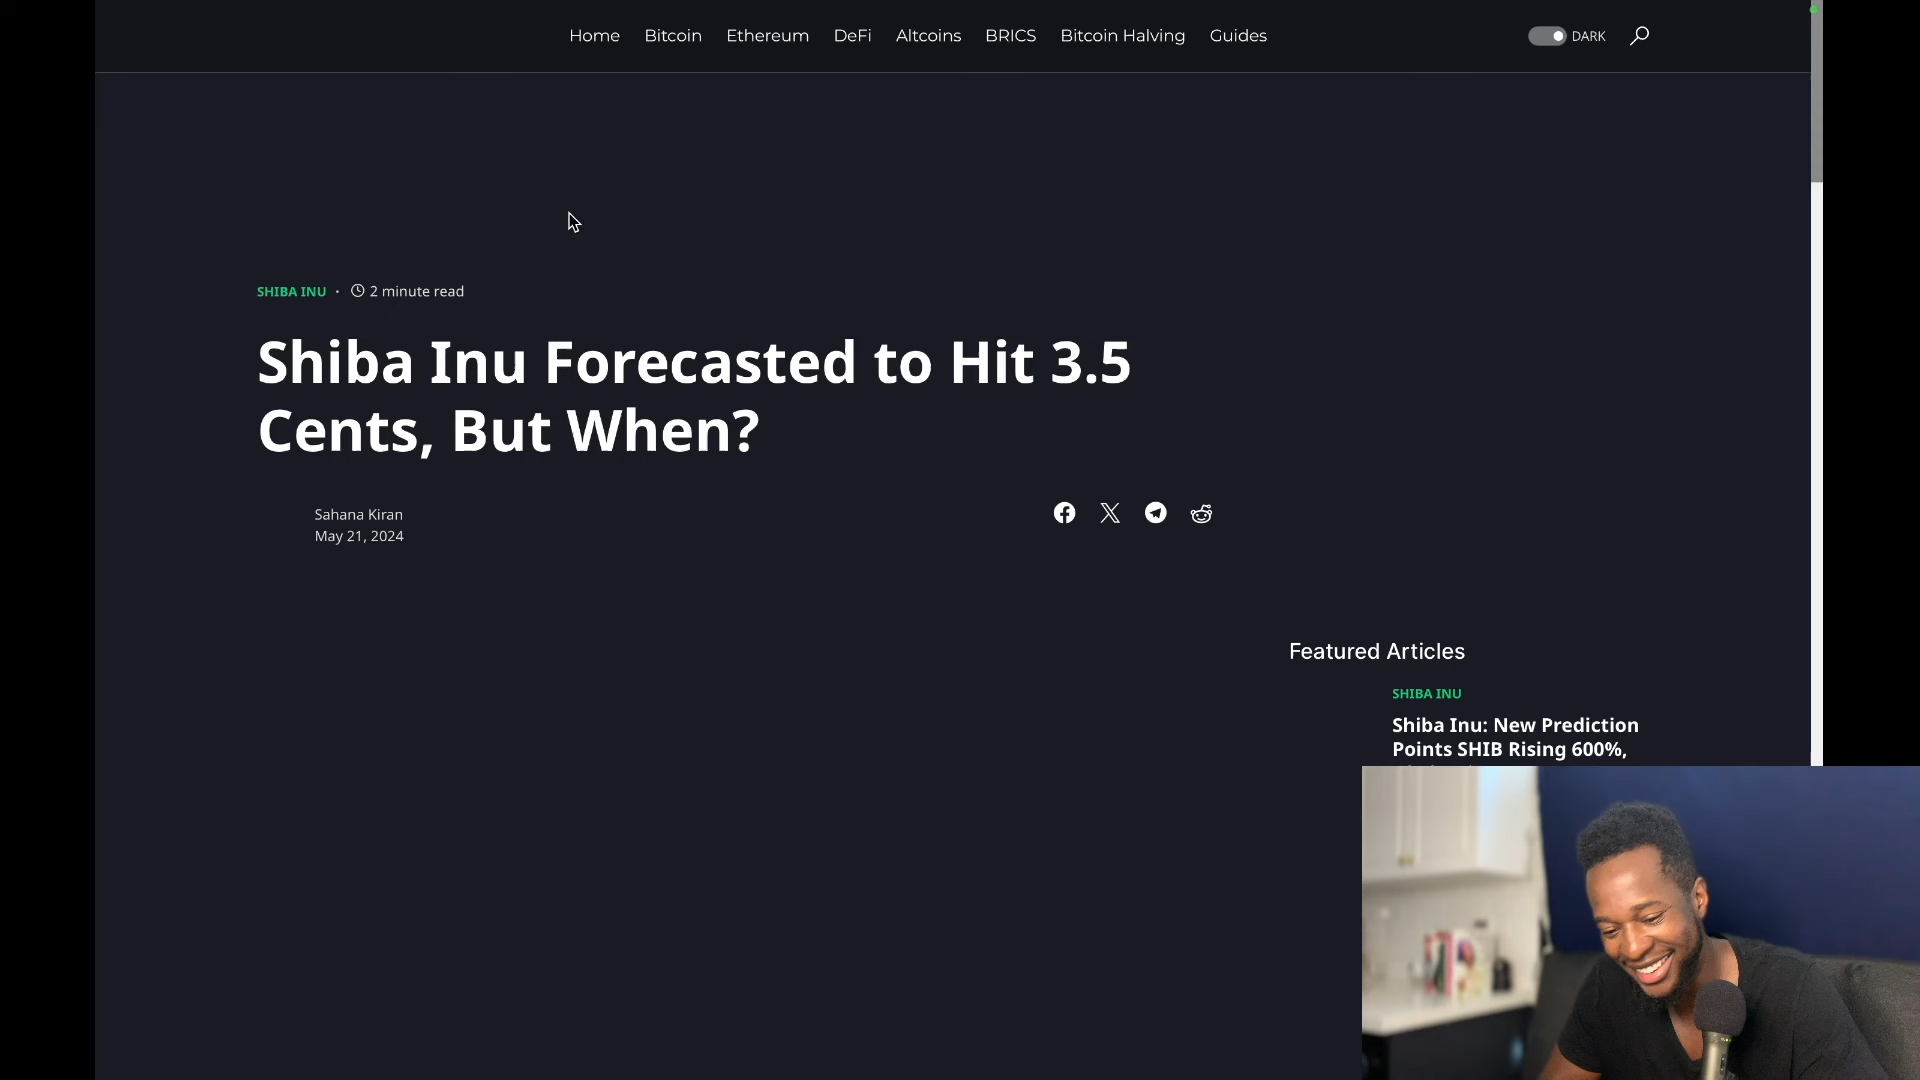 Home Bitcoin Ethereum DeFi Altcoins BRICS Bitcoin Halving Guides DARK
SHIBA INU · 2 minute read
Shiba Inu Forecasted to Hit 3.5
Cents, But When?
Sahana Kiran
May 21, 2024
Featured Articles
SHIBA INU
Shiba Inu: New Prediction
Points SHIB Rising 600%,